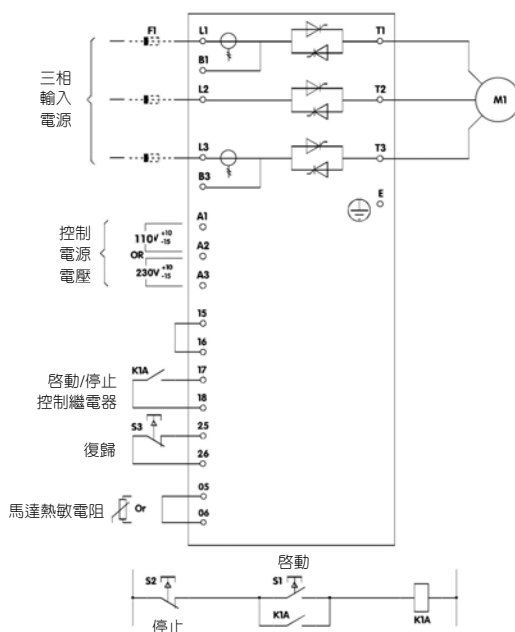 F1 L1 T1
B1
三相
輸入
電源
L2 T2 M1
L3 T3
B3
E
控制
電源
電壓
A1
110V +10 -15
A2
OR
230V +10 -15
A3
15
16
啓動/停止
控制繼電器
K1A
17
18
復歸
S3
25
26
馬達熱敏電阻
Or
05
06
啓動
S2 S1
K1A K1A
停止